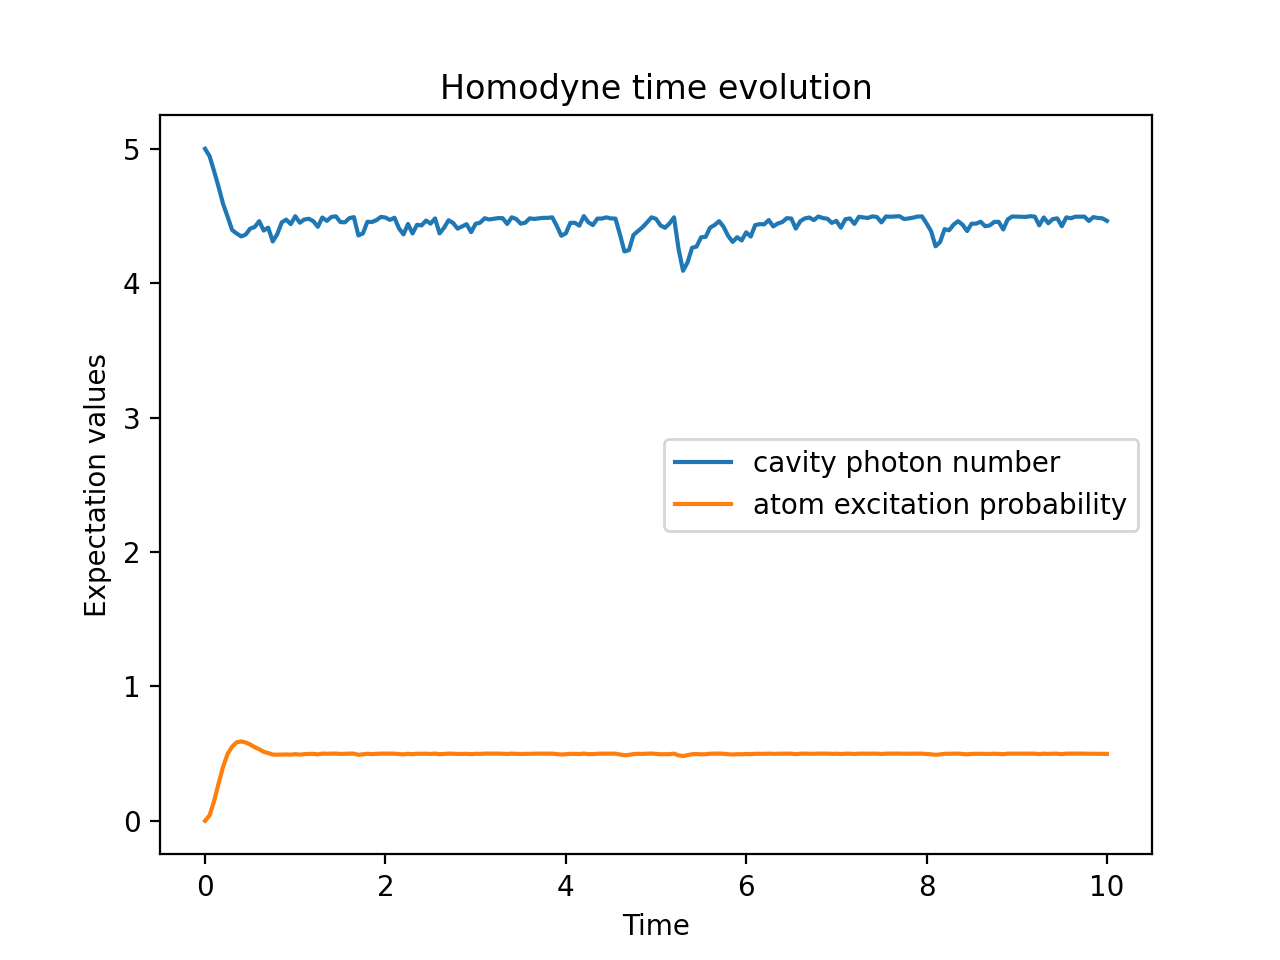 Homodyne time evolution
Expectation values
5
4
3
2
1
0
cavity photon number
atom excitation probability
0 2 4 6 8 10
Time